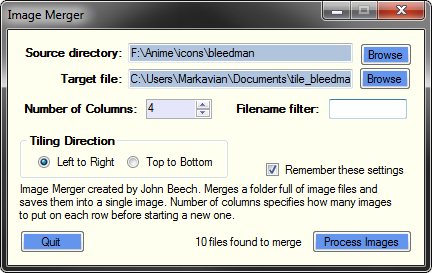 Image Merger
Source directory: F:\Anime\icons\bleedman Browse
Target file: C:\Users\Markavian\Documents\tile_bleedma Browse
Number of Columns: 4 Filename filter:
Tiling Direction
Left to Right Top to Bottom
Remember these settings
Image Merger created by John Beech. Merges a folder full of image files and
saves them into a single image. Number of columns specifies how many images
to put on each row before starting a new one.
Quit 10 files found to merge Process Images